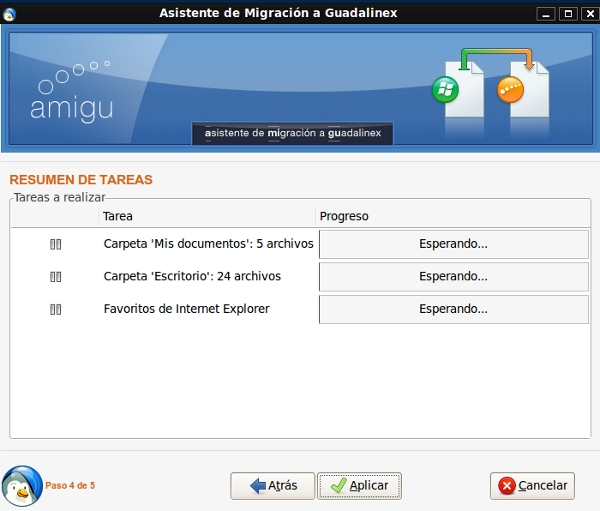 Asistente de Migración a Guadalinex
amigu
asistente de migración a guadalinex
RESUMEN DE TAREAS
Tareas a realizar
Tarea Progreso
Carpeta 'Mis documentos': 5 archivos Esperando...
Carpeta 'Escritorio': 24 archivos Esperando...
Favoritos de Internet Explorer Esperando...
Paso 4 de 5 Atrás Aplicar Cancelar